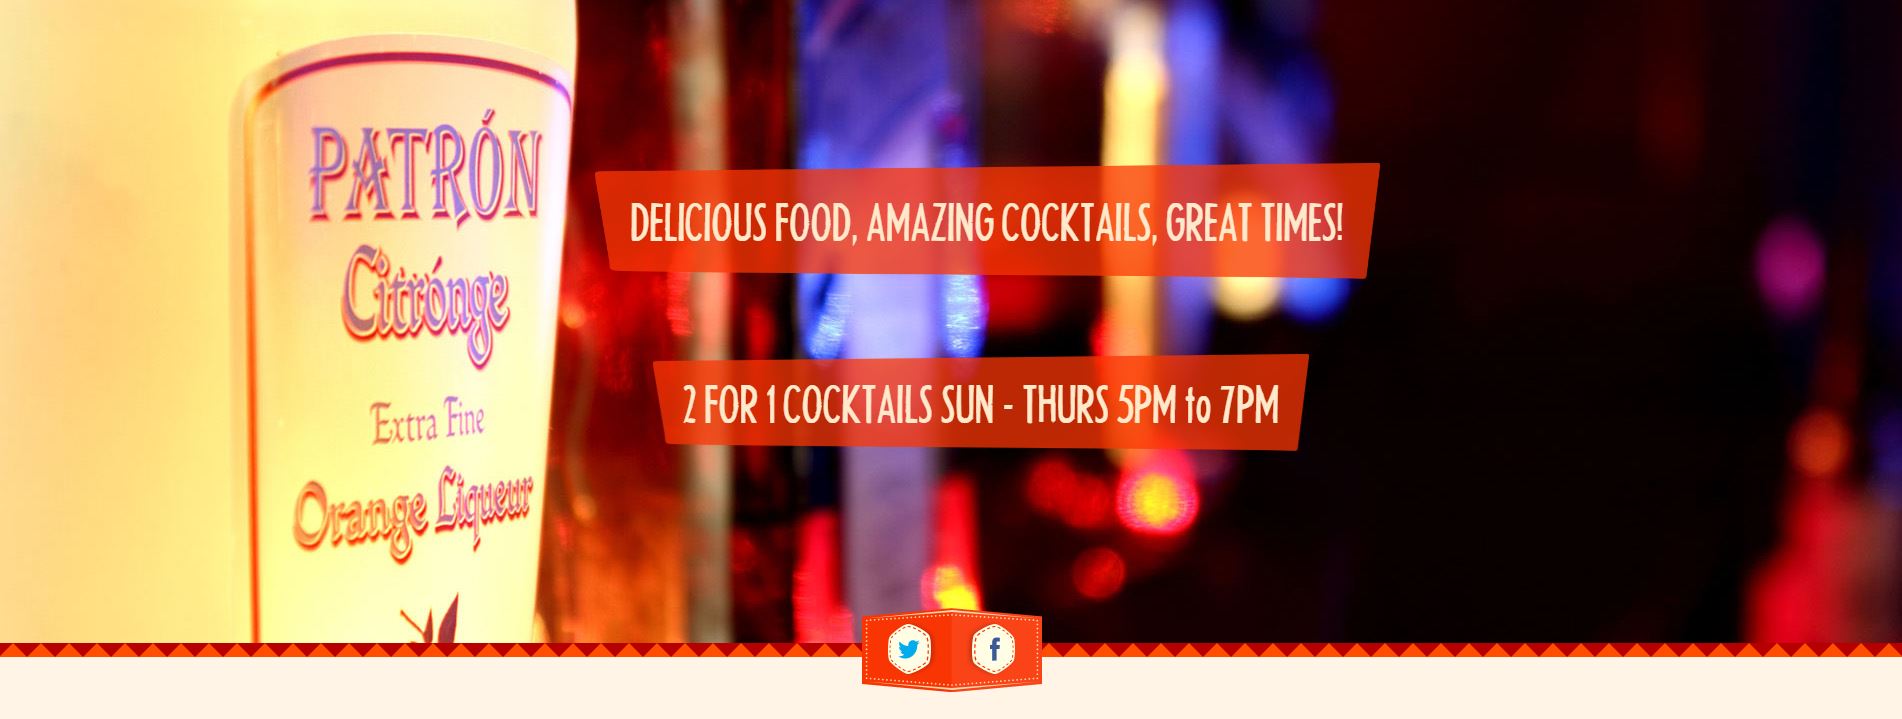 PATRÓN
Citrónge
Extra Fine
Orange Liqueur
DELICIOUS FOOD, AMAZING COCKTAILS, GREAT TIMES!
2 FOR 1 COCKTAILS SUN - THURS 5PM to 7PM